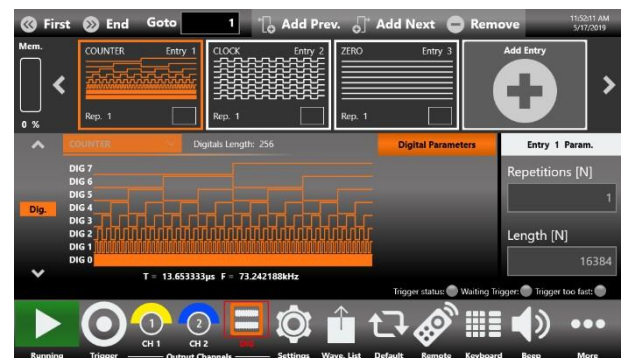 First End Goto 1 Add Prev. Add Next Remove 11:52:11 AM
5/17/2019
Mem.
COUNTER Entry 1 CLOCK Entry 2 ZERO Entry 3 Add Entry
Rep. 1 Rep. 1 Rep. 1
0 %
COUNTER Digitals Length: 256 Digital Parameters Entry 1 Param.
DIG 7
DIG 6
DIG 5
DIG 4
DIG 3
DIG 2
DIG 1
DIG 0
Dig.
Repetitions [N]
1
Length [N]
16384
T = 13.653333µs F = 73.242188kHz
Trigger status: Waiting Trigger: Trigger too fast:
1 2
CH 1 CH 2 DIG
Running Trigger Output Channels Settings Wave. List Default Remote Keyboard Beep More